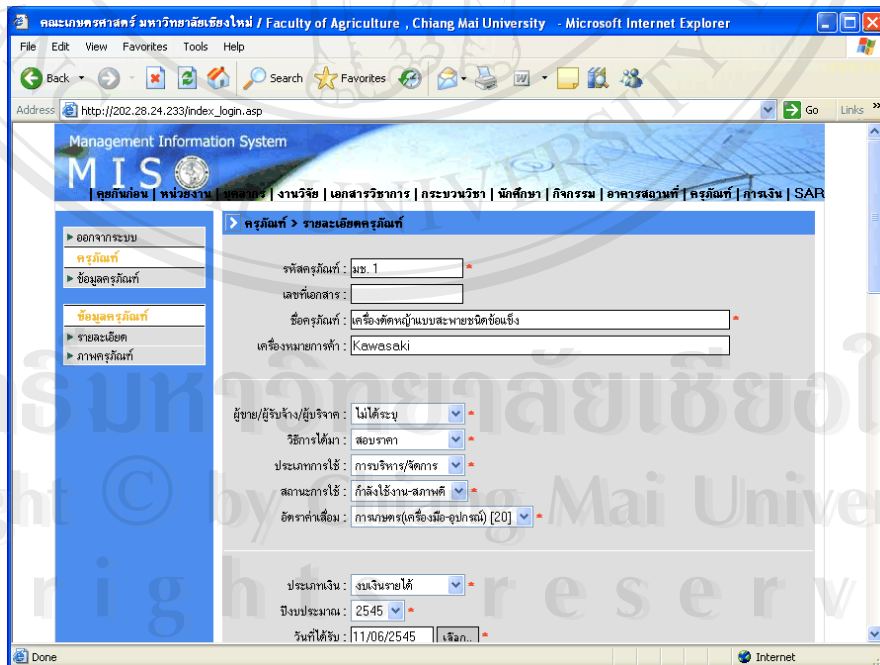 คณะเกษตรศาสตร์ มหาวิทยาลัยเชียงใหม่ / Faculty of Agriculture , Chiang Mai University - Microsoft Internet Explorer
File Edit View Favorites Tools Help
Back Search Favorites
Address http://202.28.24.233/index_login.asp Go Links »
Management Information System
MIS
| คุยกันก่อน | หน่วยงาน | บุคลากร | งานวิจัย | เอกสารวิชาการ | กระบวนวิชา | นักศึกษา | กิจกรรม | อาคารสถานที่ | ครุภัณฑ์ | การเงิน | SAR
ครุภัณฑ์ > รายละเอียดครุภัณฑ์
ออกจากระบบ
ครุภัณฑ์
ข้อมูลครุภัณฑ์
ข้อมูลครุภัณฑ์
รายละเอียด
ภาพครุภัณฑ์
รหัสครุภัณฑ์ : มช. 1 *
เลขที่เอกสาร :
ชื่อครุภัณฑ์ : เครื่องตัดหญ้าแบบสะพายชนิดข้อแข็ง *
เครื่องหมายการค้า : Kawasaki
ผู้ขาย/ผู้รับจ้าง/ผู้บริจาค : ไม่ได้ระบุ *
วิธีการได้มา : สอบราคา *
ประเภทการใช้ : การบริหาร/จัดการ *
สถานะการใช้ : กำลังใช้งาน-สภาพดี *
อัตราค่าเสื่อม : การเกษตร(เครื่องมือ-อุปกรณ์) [20] *
ประเภทเงิน : งบเงินรายได้ *
ปีงบประมาณ : 2545 *
วันที่ได้รับ : 11/06/2545 เลือก.. *
Done Internet